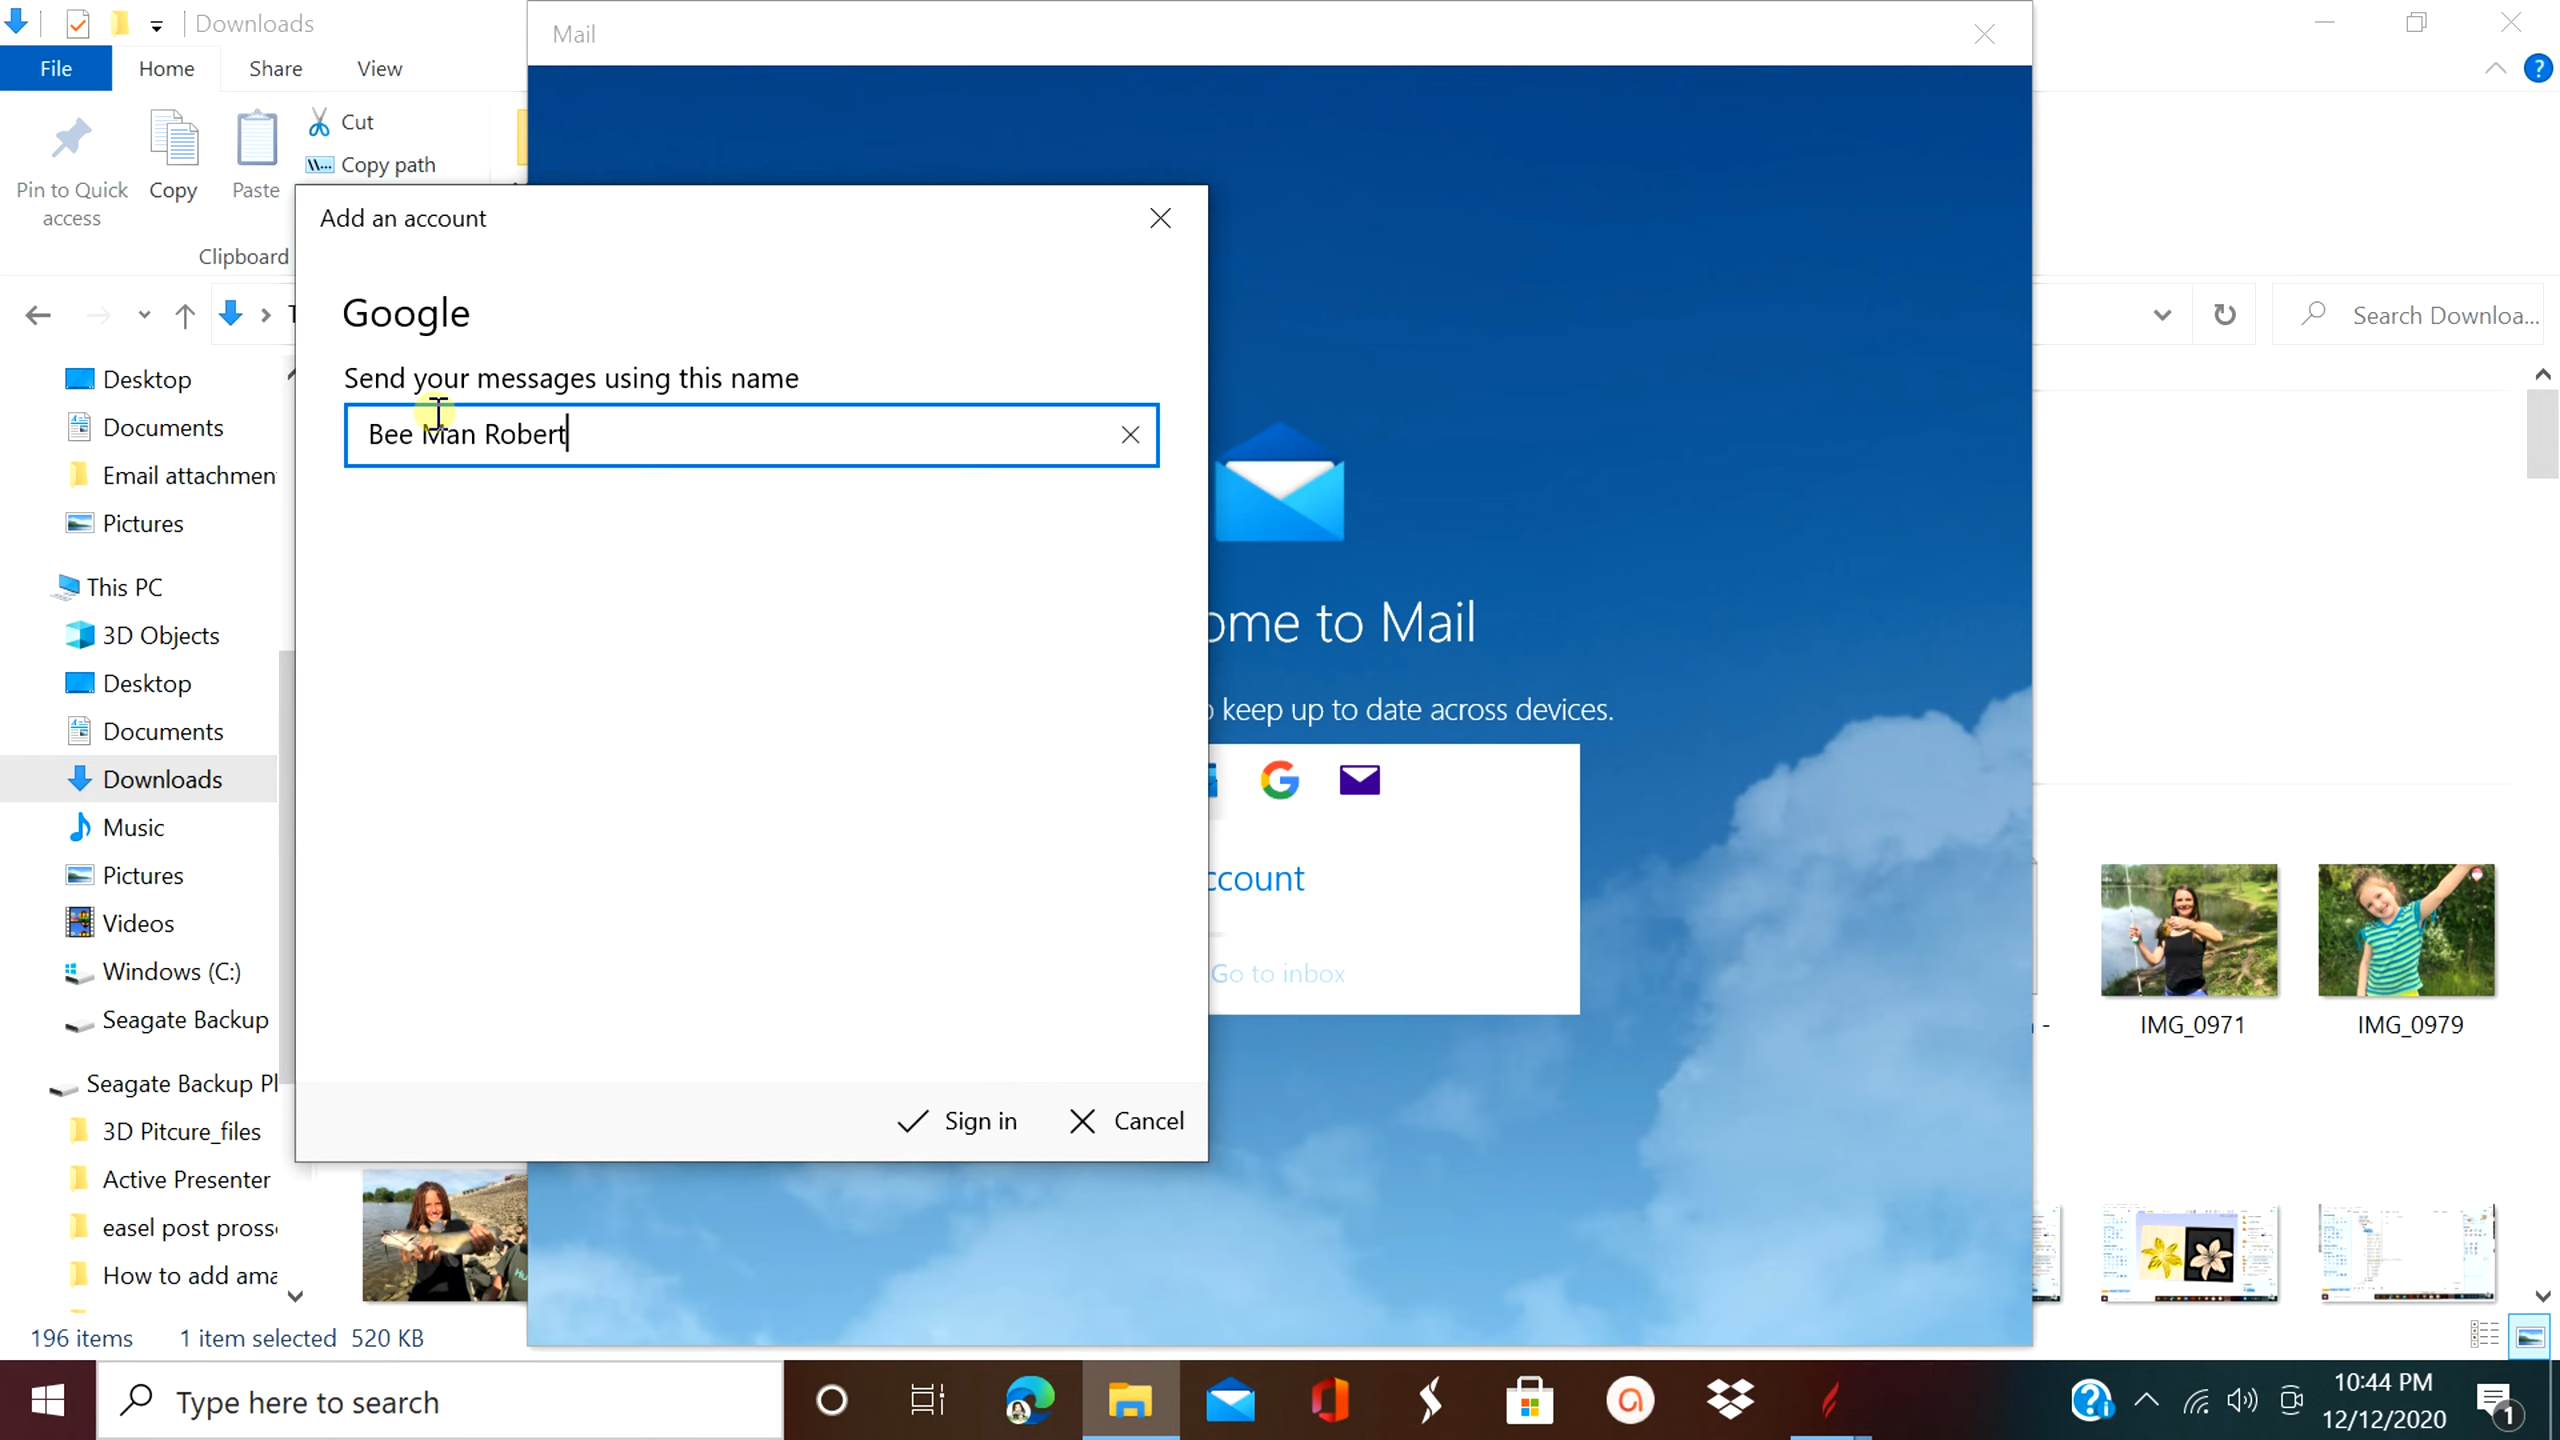 Downloads
Mail
File
Home
Share
View
Cut
Copy path
Pin to Quick
access
Copy
Paste
Clipboard
Add an account
Google
Send your messages using this name
Bee Man Robert
Search Downloa...
Desktop
Documents
Email attachmen
Pictures
This PC
3D Objects
Desktop
Documents
Downloads
Music
Pictures
Videos
Windows (C:)
Seagate Backup
Seagate Backup Pl
3D Pitcure_files
Active Presenter
easel post pross
How to add ama
ome to Mail
keep up to date across devices.
ccount
Go to inbox
Sign in
Cancel
IMG_0971
IMG_0979
196 items
1 item selected 520 KB
Type here to search
10:44 PM
12/12/2020
1